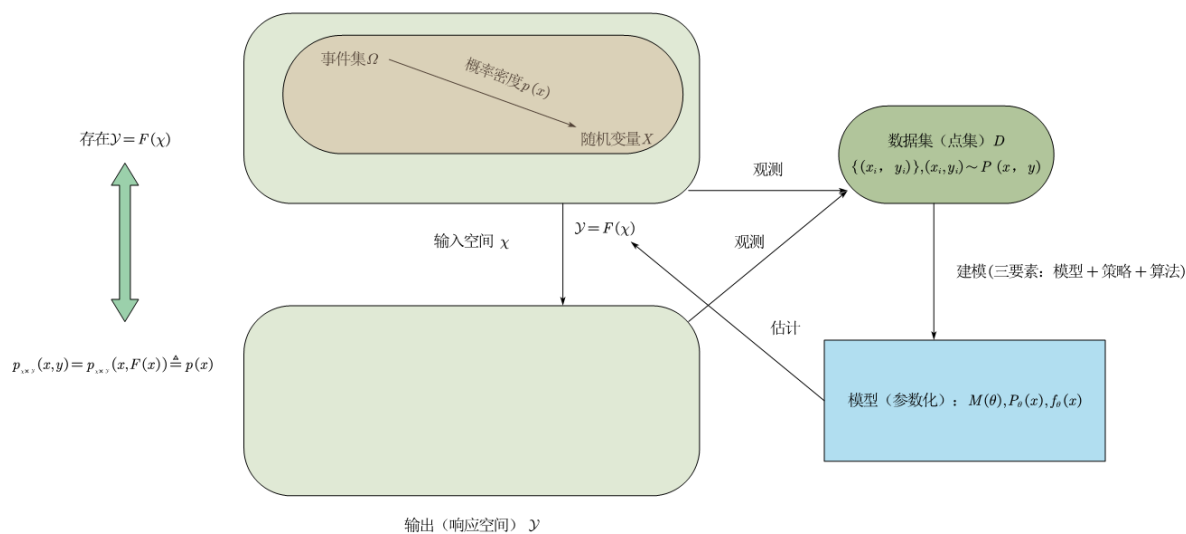 事件集Ω
概率密度p(x)
随机变量X
存在𝒴=F(χ)
数据集（点集）D
{(xᵢ，yᵢ)},(xᵢ,yᵢ)~P（x，y）
观测
输入空间 χ
𝒴=F(χ)
观测
建模(三要素：模型+策略+算法)
估计
p_{χ×𝒴}(x,y)=p_{χ×𝒴}(x,F(x))≜p(x)
模型（参数化）：M(θ),P_θ(x),f_θ(x)
输出（响应空间）𝒴